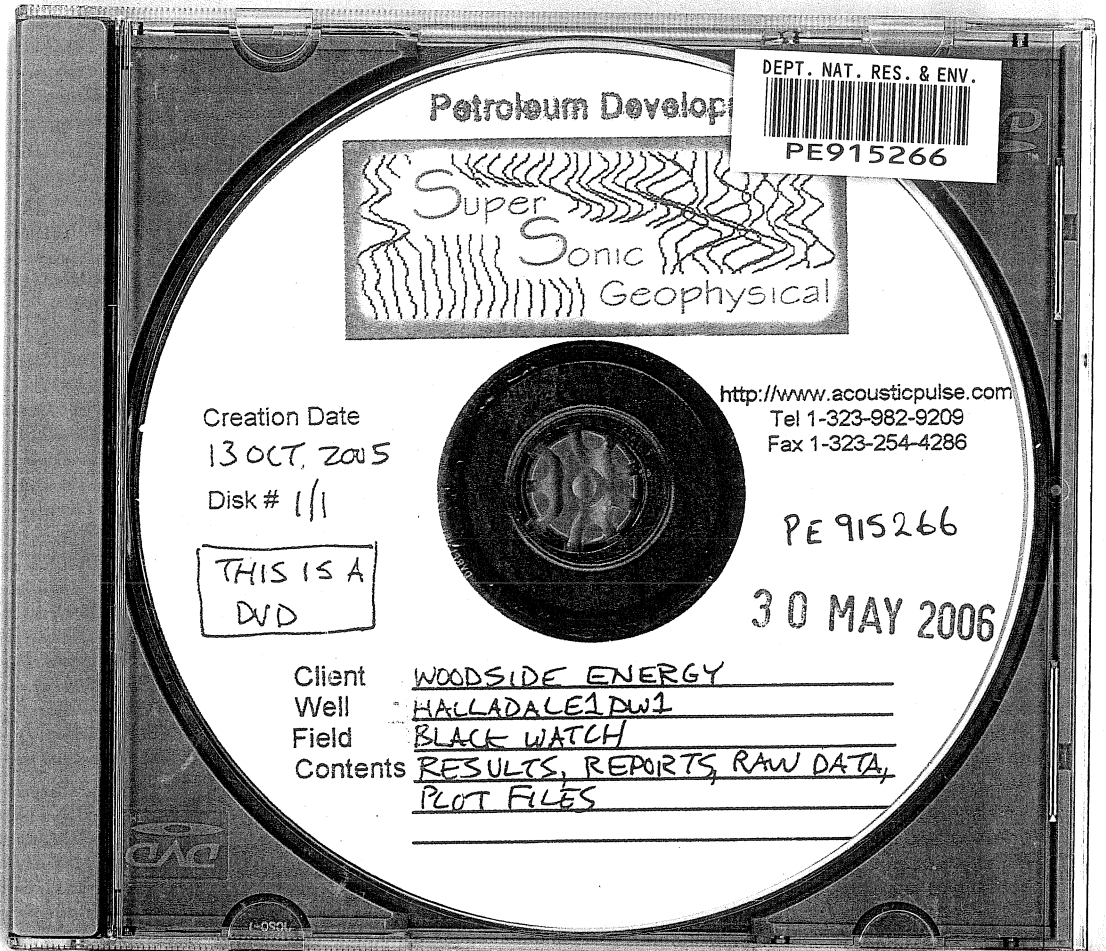 DEPT. NAT. RES. & ENV.
PE915266
Petroleum Develop
Super
Sonic
Geophysical
http://www.acousticpulse.com
Tel 1-323-982-9209
Fax 1-323-254-4286
Creation Date
13 OCT, 2005
Disk # 1/1
PE 915266
THIS IS A
DVD
30 MAY 2006
Client WOODSIDE ENERGY
Well HALLADALE1DW1
Field BLACK WATCH
Contents RESULTS, REPORTS, RAW DATA,
PLOT FILES
DVD